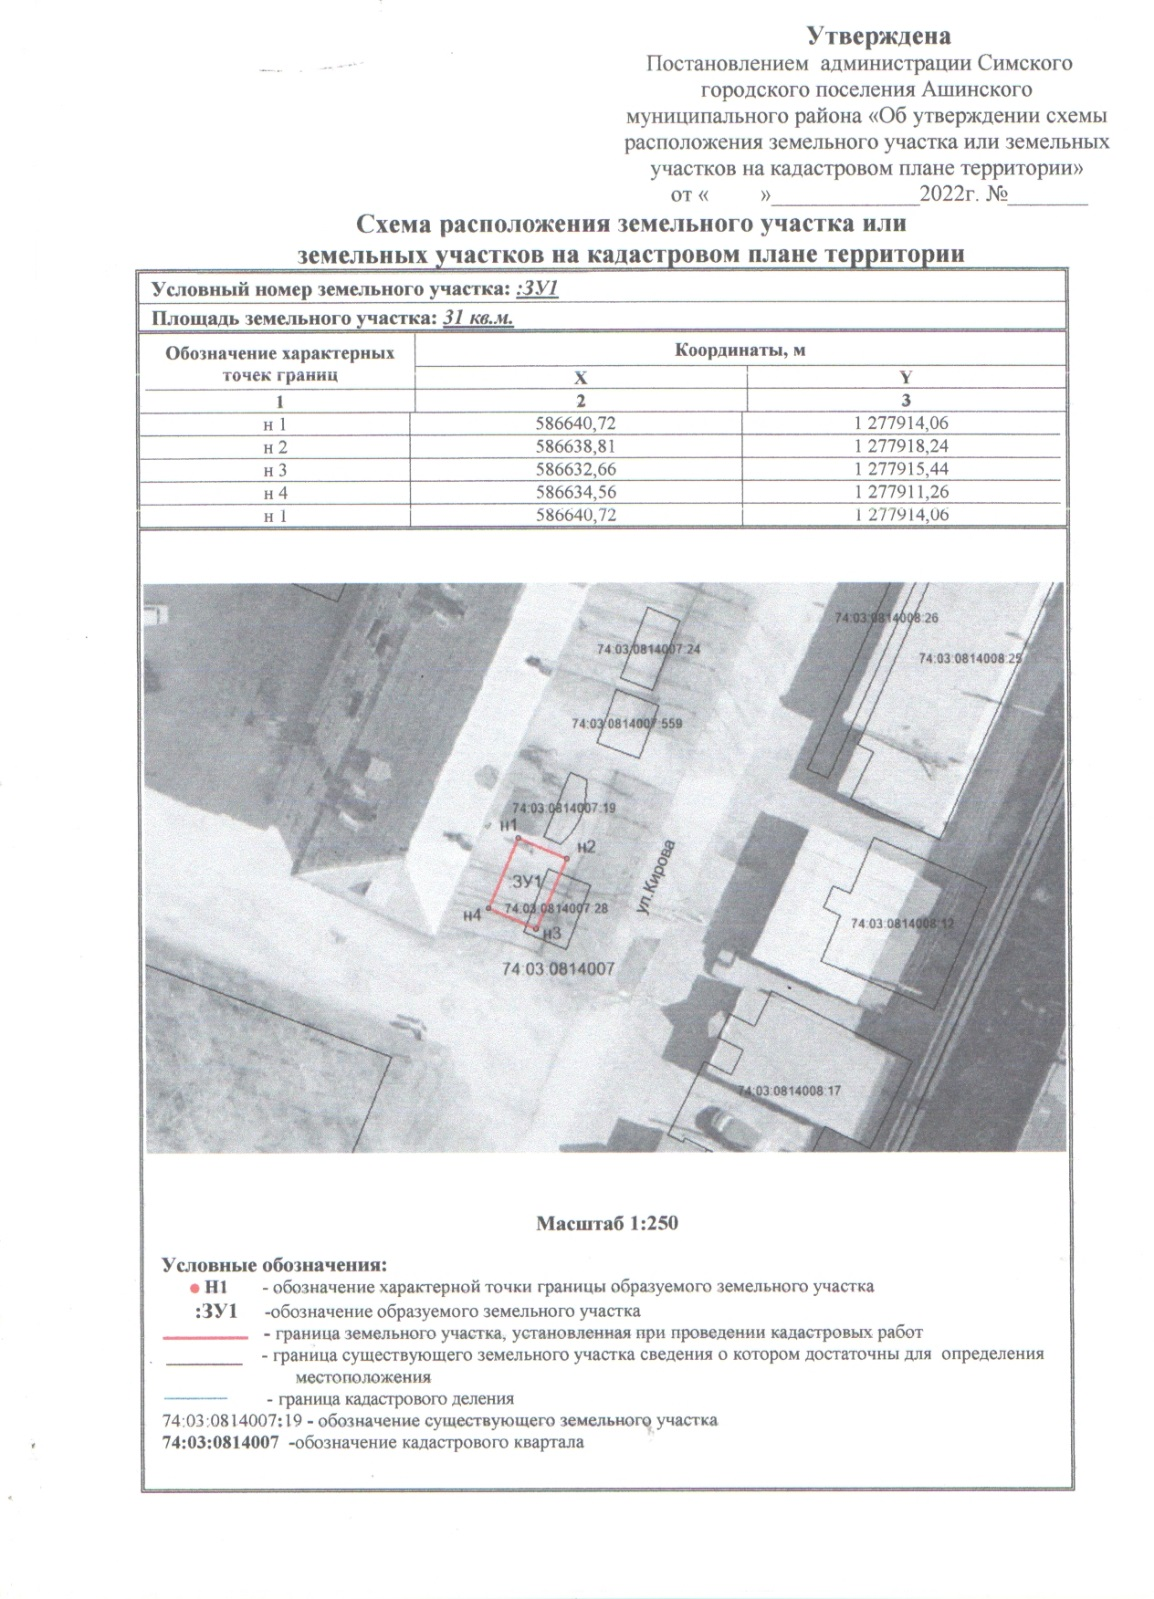 Утверждена
Постановлением администрации Симского
городского поселения Ашинского
муниципального района «Об утверждении схемы
расположения земельного участка или земельных
участков на кадастровом плане территории»
от « »______________2022г. №________
Схема расположения земельного участка или
земельных участков на кадастровом плане территории
Условный номер земельного участка: :ЗУ1
Площадь земельного участка: 31 кв.м.
Обозначение характерных точек границ Координаты, м
X Y
1 2 3
н 1 586640,72 1 277914,06
н 2 586638,81 1 277918,24
н 3 586632,66 1 277915,44
н 4 586634,56 1 277911,26
н 1 586640,72 1 277914,06
74:03:0814008:26
74:03:0814007:24
74:03:0814008:25
74:03:0814007:559
74:03:0814007:19
н1
н2
ул.Кирова
:ЗУ1
74:03:0814007:28
н4
н3
74:03:0814008:12
74:03:0814007
74:03:0814008:17
Масштаб 1:250
Условные обозначения:
Н1 - обозначение характерной точки границы образуемого земельного участка
:ЗУ1 -обозначение образуемого земельного участка
- граница земельного участка, установленная при проведении кадастровых работ
- граница существующего земельного участка сведения о котором достаточны для определения
местоположения
- граница кадастрового деления
74:03:0814007:19 - обозначение существующего земельного участка
74:03:0814007 -обозначение кадастрового квартала